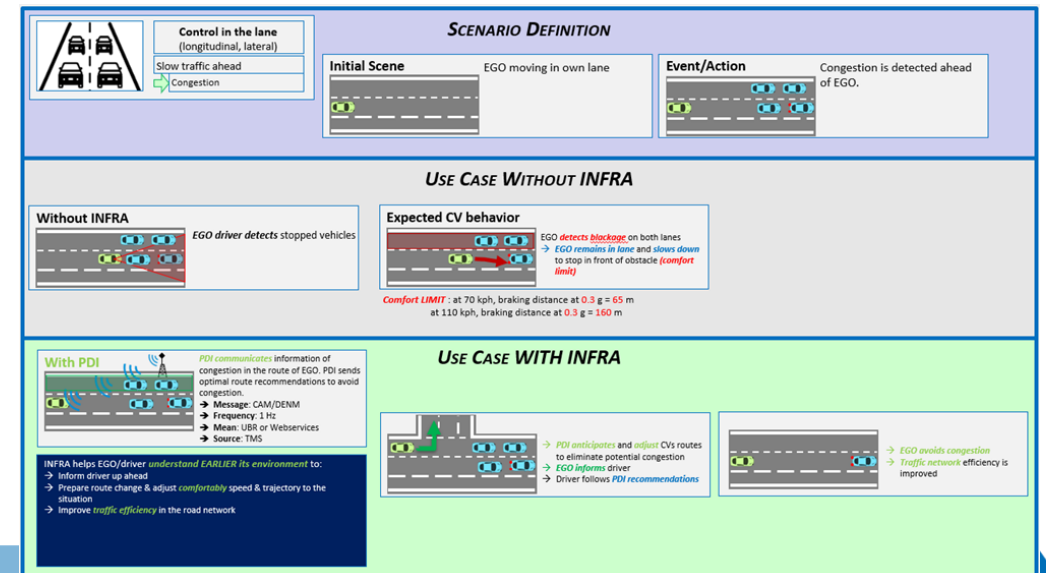 SCENARIO DEFINITION
Control in the lane
(longitudinal, lateral)
Slow traffic ahead
Congestion
Initial Scene
EGO moving in own lane
Event/Action
Congestion is detected ahead
of EGO.
USE CASE WITHOUT INFRA
Without INFRA
EGO driver detects stopped vehicles
Expected CV behavior
EGO detects blackage on both lanes
→ EGO remains in lane and slows down
to stop in front of obstacle (comfort
limit)
Comfort LIMIT : at 70 kph, braking distance at 0.3 g = 65 m
at 110 kph, braking distance at 0.3 g = 160 m
USE CASE WITH INFRA
With PDI
PDI communicates information of
congestion in the route of EGO. PDI sends
optimal route recommendations to avoid
congestion.
→ Message: CAM/DENM
→ Frequency: 1 Hz
→ Mean: UBR or Webservices
→ Source: TMS
INFRA helps EGO/driver understand EARLIER its environment to:
→ Inform driver up ahead
→ Prepare route change & adjust comfortably speed & trajectory to the
situation
→ Improve traffic efficiency in the road network
→ PDI anticipates and adjust CVs routes
to eliminate potential congestion
→ EGO informs driver
→ Driver follows PDI recommendations
→ EGO avoids congestion
→ Traffic network efficiency is
improved